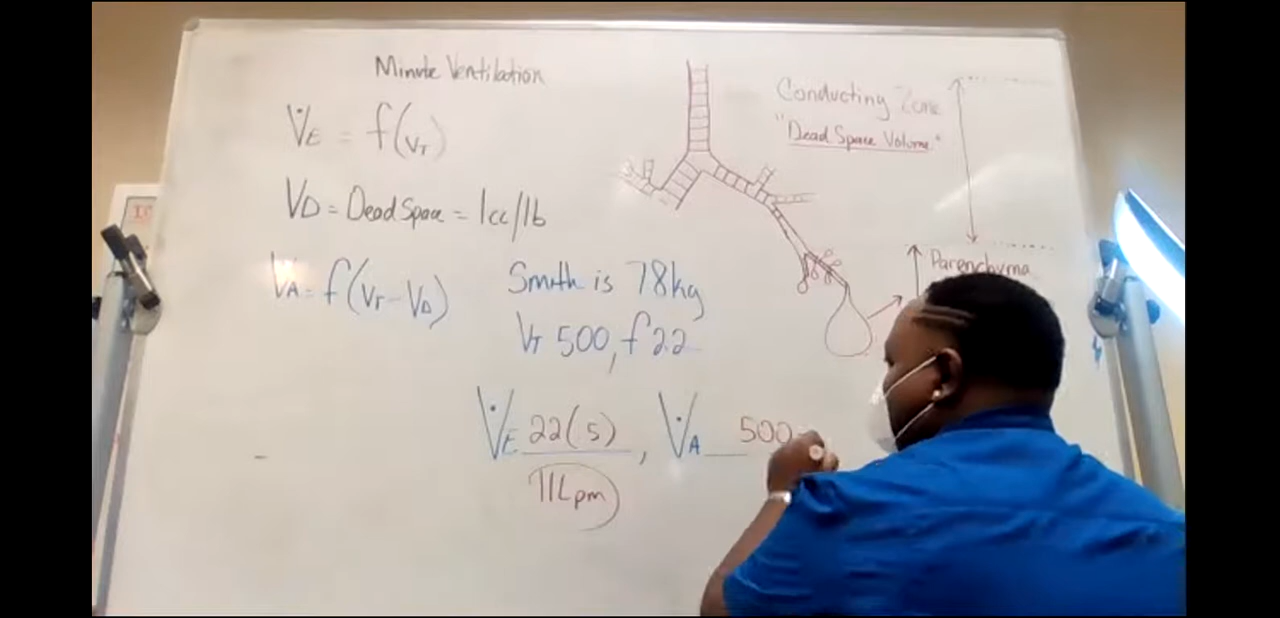 Minute Ventilation
V̇E = f(VT)
VD = Dead Space = 1cc/lb
V̇A = f(VT - VD)
Smith is 78kg
VT 500, f 22
V̇E 22(5), V̇A 500
11Lpm
Conducting Zone
"Dead Space Volume"
Parenchyma